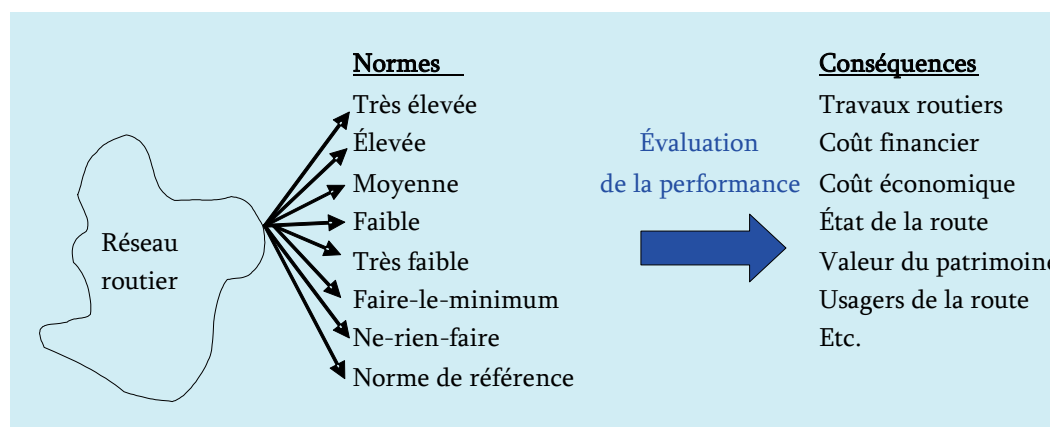 Réseau
routier
Normes
Très élevée
Élevée
Moyenne
Faible
Très faible
Faire-le-minimum
Ne-rien-faire
Norme de référence
Évaluation
de la performance
Conséquences
Travaux routiers
Coût financier
Coût économique
État de la route
Valeur du patrimoine
Usagers de la route
Etc.